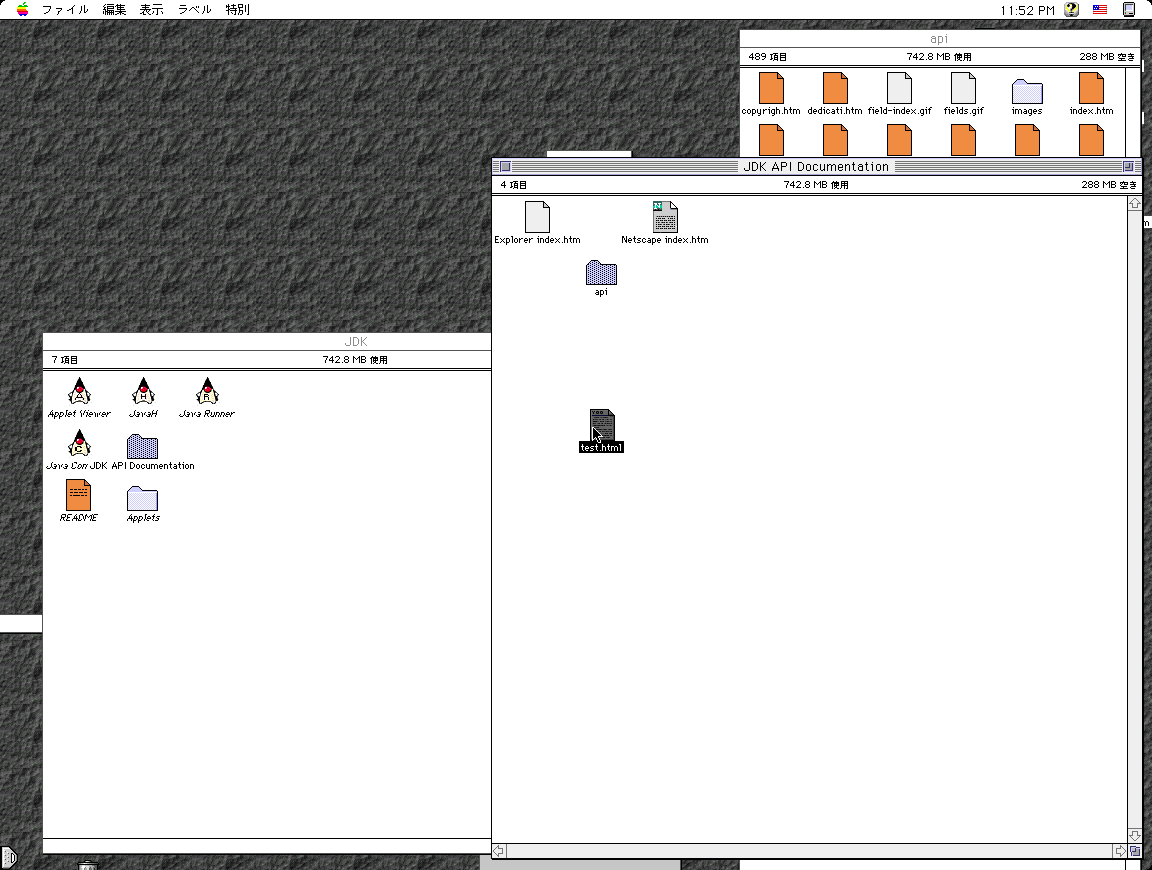 ファイル 編集 表示 ラベル 特別 11:52 PM
api
489 項目 742.8 MB 使用 288 MB 空き
copyrigh.htm dedicati.htm field-index.gif fields.gif images index.htm
JDK API Documentation
4 項目 742.8 MB 使用 288 MB 空き
Explorer index.htm Netscape index.htm
api
test.html
JDK
7 項目 742.8 MB 使用
Applet Viewer JavaH Java Runner
Java Com JDK API Documentation
README Applets